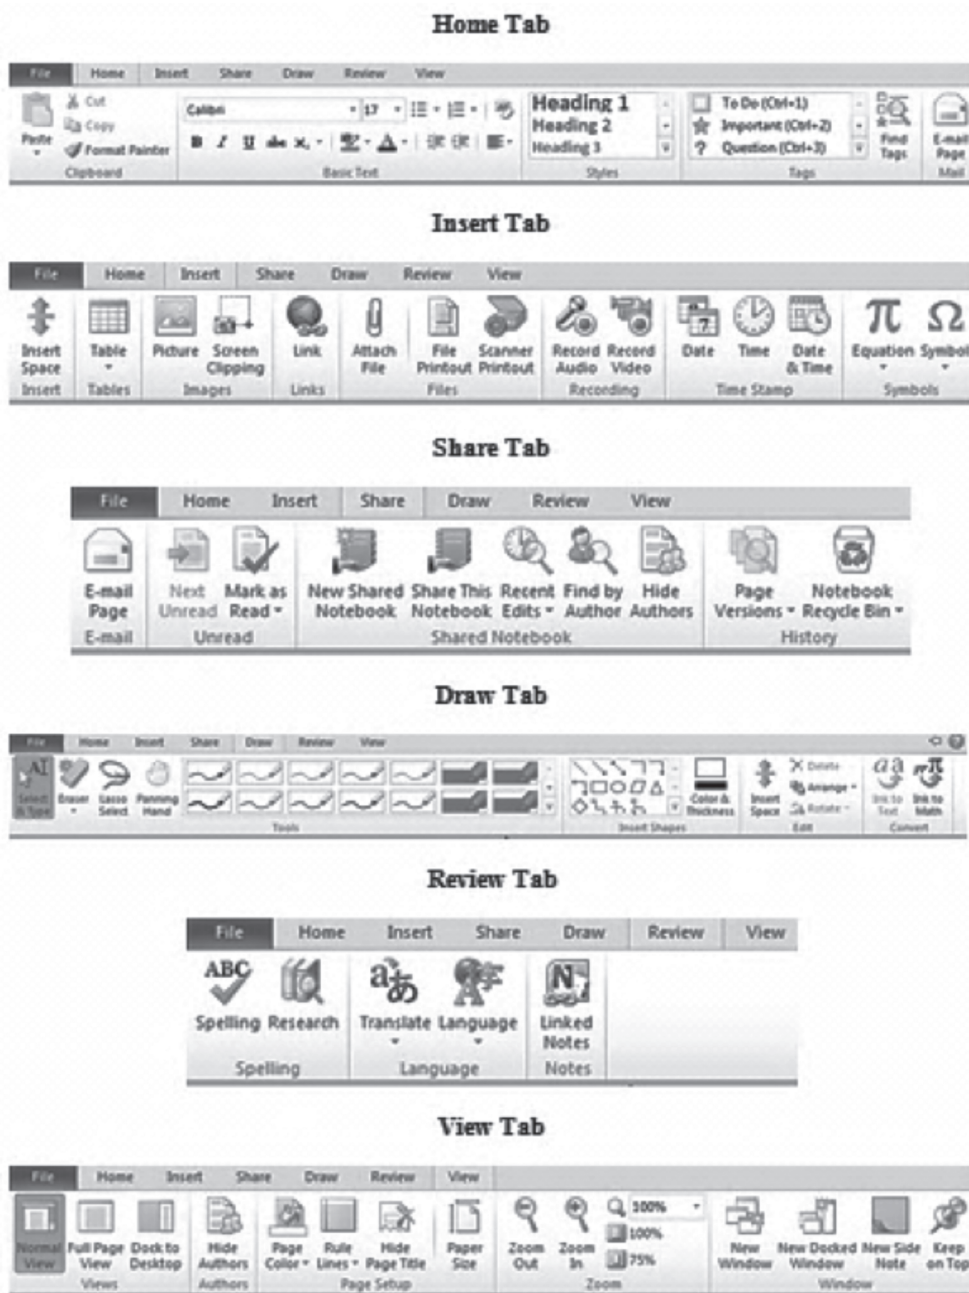 Home Tab
File Home Insert Share Draw Review View
Paste Cut Copy Format Painter
Calibri 17
B I U abc
Heading 1
Heading 2
Heading 3
To Do (Ctrl+1)
Important (Ctrl+2)
? Question (Ctrl+3)
Find Tags
E-mail Page
Clipboard Basic Text Styles Tags Mail
Insert Tab
File Home Insert Share Draw Review View
Insert Space Table Picture Screen Clipping Link Attach File File Printout Scanner Printout Record Audio Record Video Date Time Date & Time π Equation Ω Symbol
Insert Tables Images Links Files Recording Time Stamp Symbols
Share Tab
File Home Insert Share Draw Review View
E-mail Page Next Unread Mark as Read New Shared Notebook Share This Notebook Recent Edits Find by Author Hide Authors Page Versions Notebook Recycle Bin
E-mail Unread Shared Notebook History
Draw Tab
File Home Insert Share Draw Review View
Select & Type Eraser Lasso Select Panning Hand Color & Thickness Insert Space Delete Arrange Rotate Ink to Text Ink to Math
Tools Insert Shapes Edit Convert
Review Tab
File Home Insert Share Draw Review View
ABC Spelling Research Translate Language N Linked Notes
Spelling Language Notes
View Tab
File Home Insert Share Draw Review View
Normal View Full Page View Dock to Desktop Hide Authors Page Color Rule Lines Hide Page Title Paper Size Zoom Out Zoom In 100% 100% 75% New Window New Docked Window New Side Note Keep on Top
Views Authors Page Setup Zoom Window